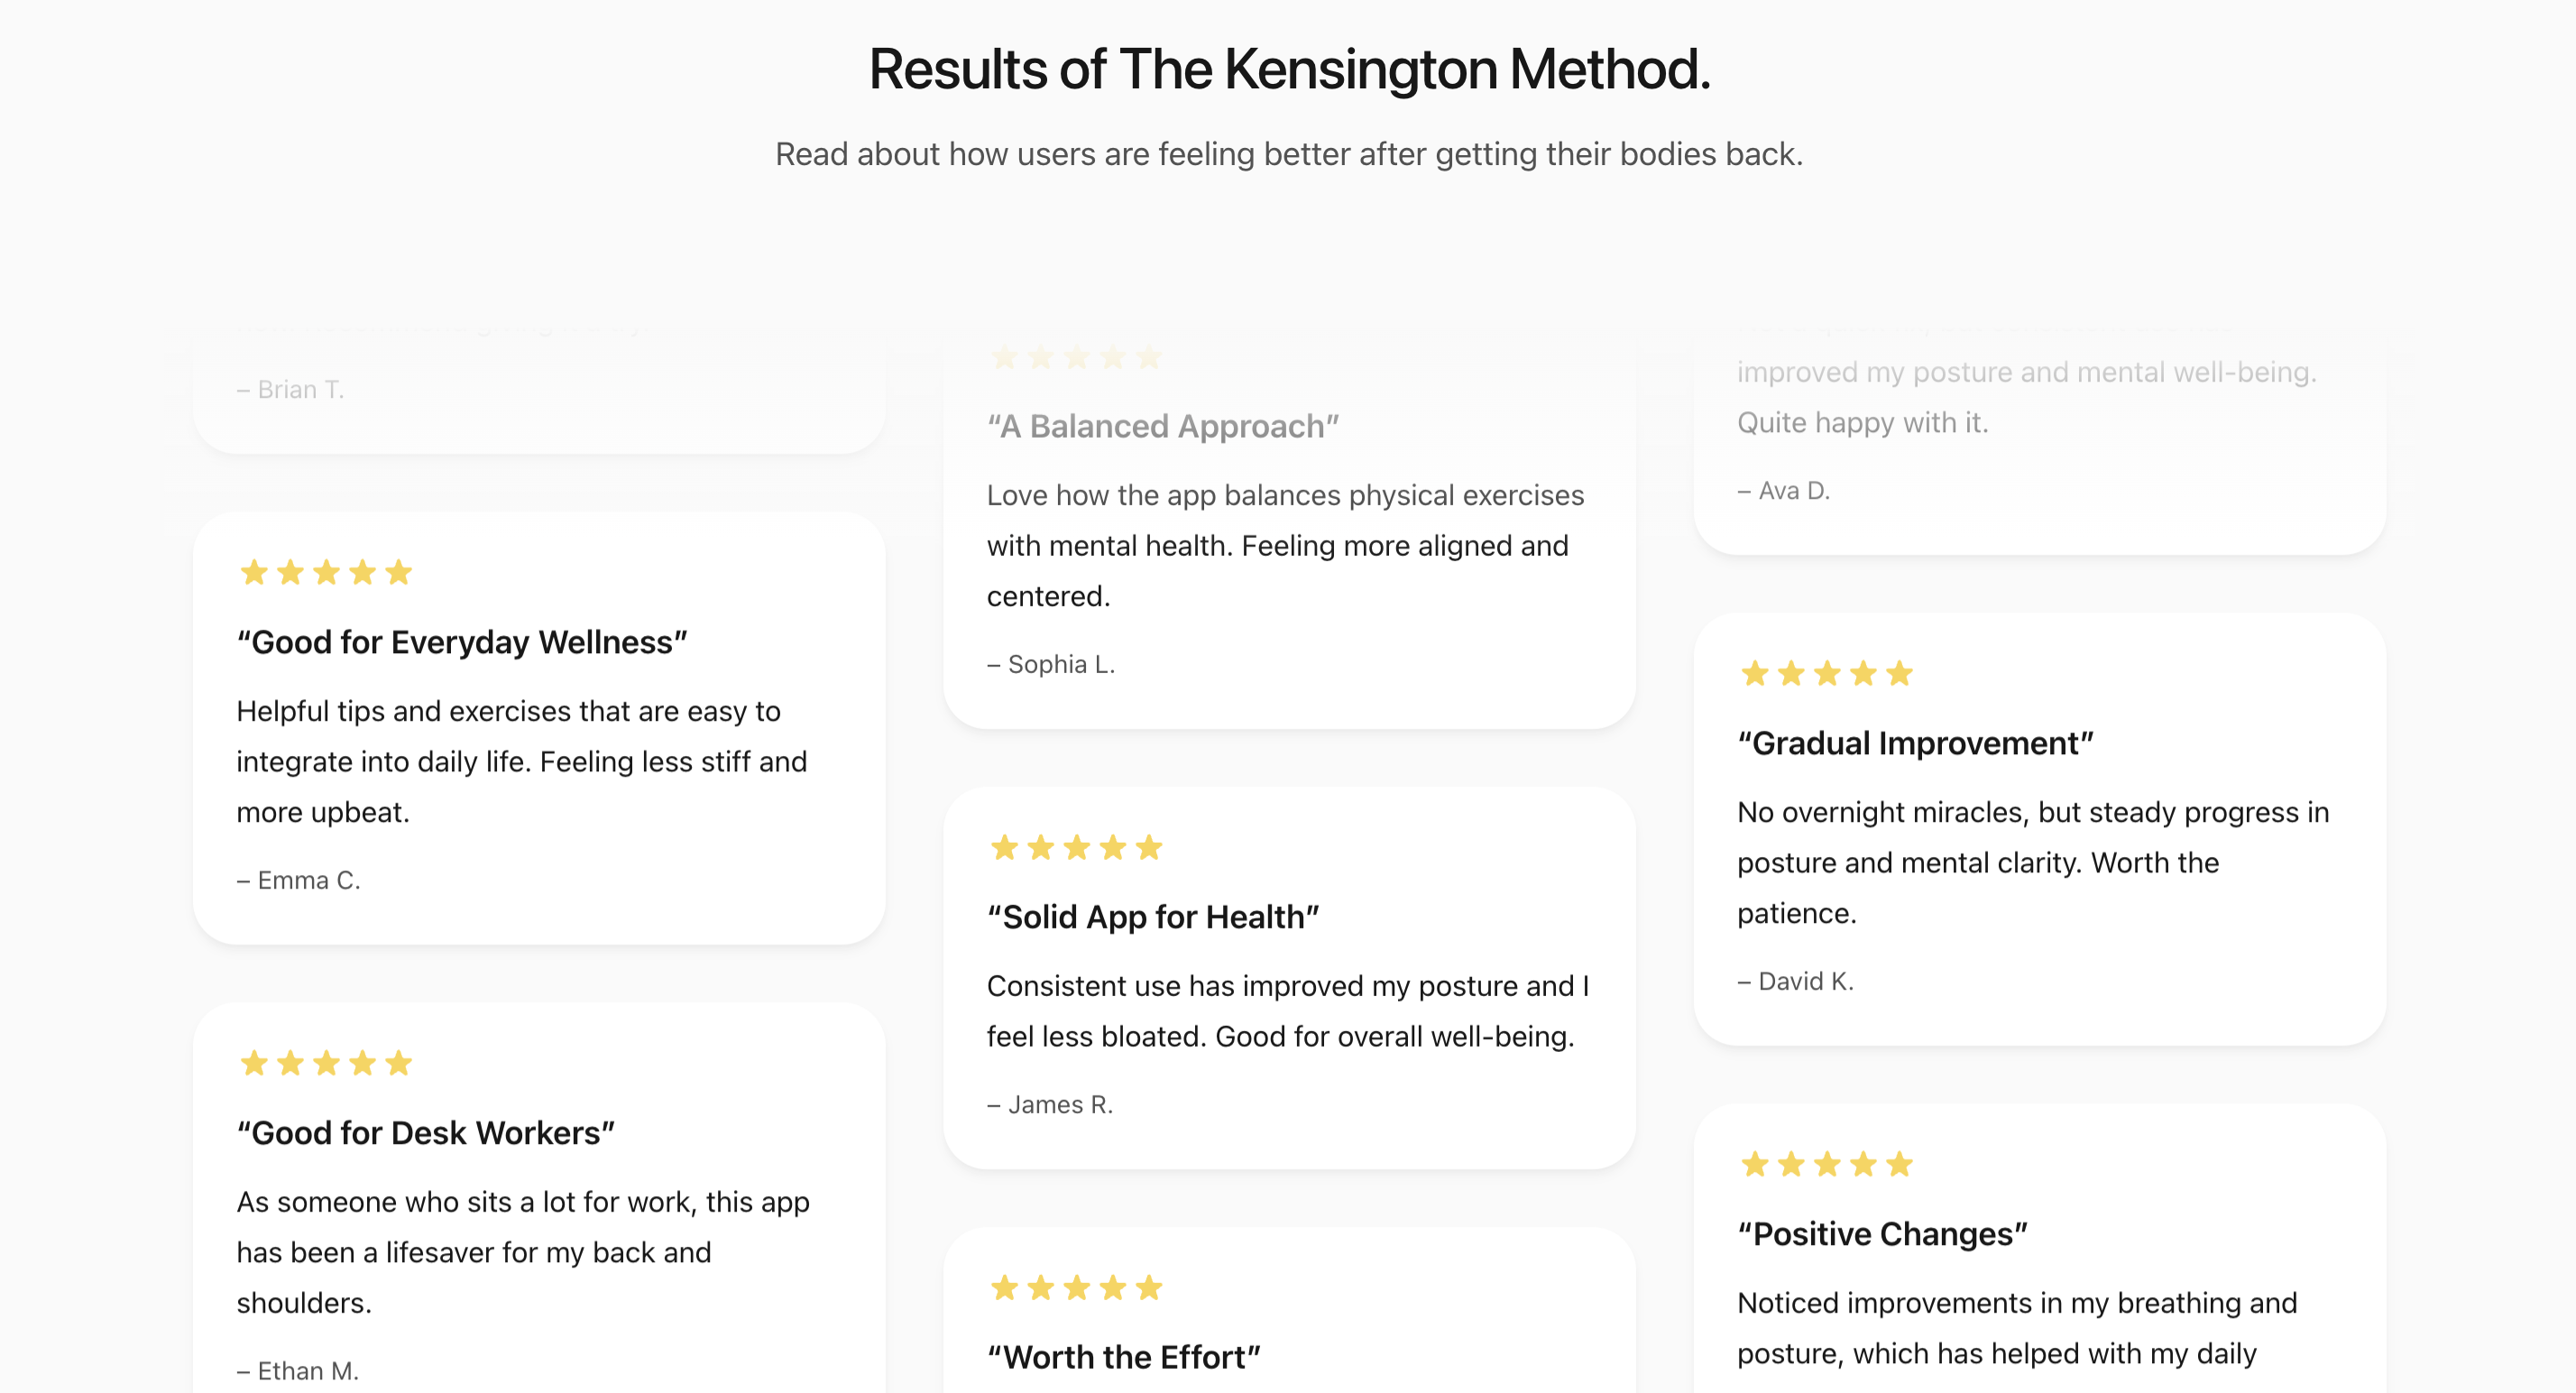 Results of The Kensington Method.
Read about how users are feeling better after getting their bodies back.
– Brian T.
“Good for Everyday Wellness”
Helpful tips and exercises that are easy to
integrate into daily life. Feeling less stiff and
more upbeat.
– Emma C.
“Good for Desk Workers”
As someone who sits a lot for work, this app
has been a lifesaver for my back and
shoulders.
– Ethan M.
“A Balanced Approach”
Love how the app balances physical exercises
with mental health. Feeling more aligned and
centered.
– Sophia L.
“Solid App for Health”
Consistent use has improved my posture and I
feel less bloated. Good for overall well-being.
– James R.
“Worth the Effort”
improved my posture and mental well-being.
Quite happy with it.
– Ava D.
“Gradual Improvement”
No overnight miracles, but steady progress in
posture and mental clarity. Worth the
patience.
– David K.
“Positive Changes”
Noticed improvements in my breathing and
posture, which has helped with my daily